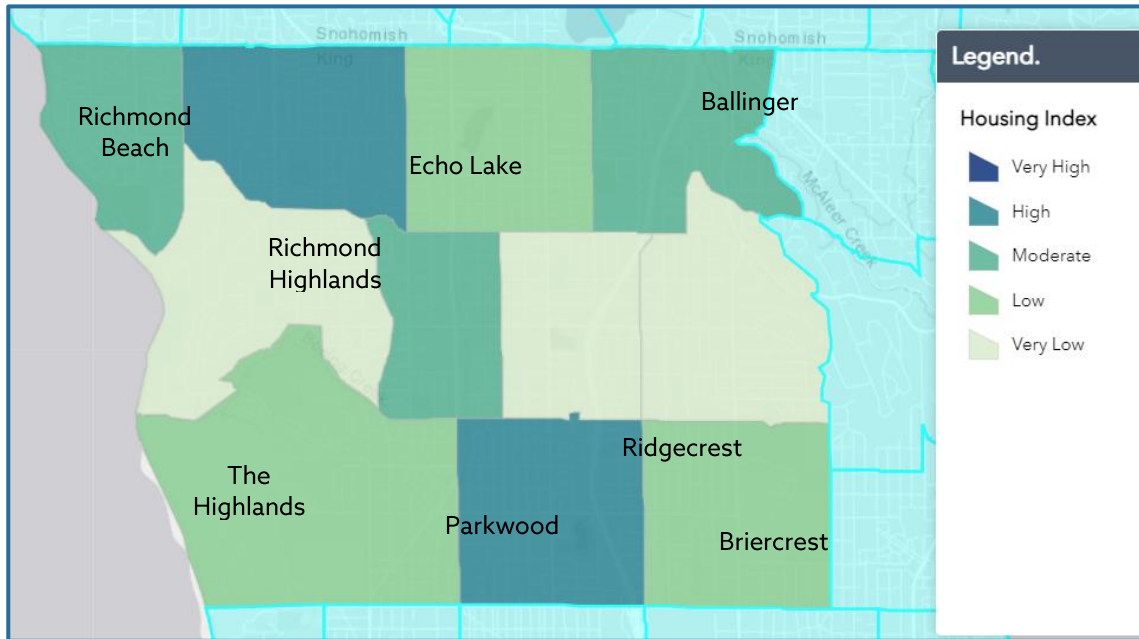 Snohomish
King
Snohomish
King
Legend.
Housing Index
Very High
High
Moderate
Low
Very Low
Richmond
Beach
Ballinger
Echo Lake
McAleer Creek
Richmond
Highlands
The
Highlands
Ridgecrest
Parkwood
Briercrest